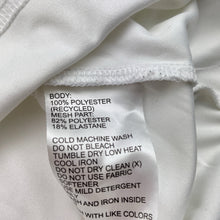 BODY:
100% POLYESTER
(RECYCLED)
MESH PART:
82% POLYESTER
18% ELASTANE
COLD MACHINE WASH
DO NOT BLEACH
TUMBLE DRY LOW HEAT
COOL IRON
DO NOT DRY CLEAN (X)
DO NOT USE FABRIC
SOFTENER
MILD DETERGENT
AND IRON INSIDE
WITH LIKE COLORS